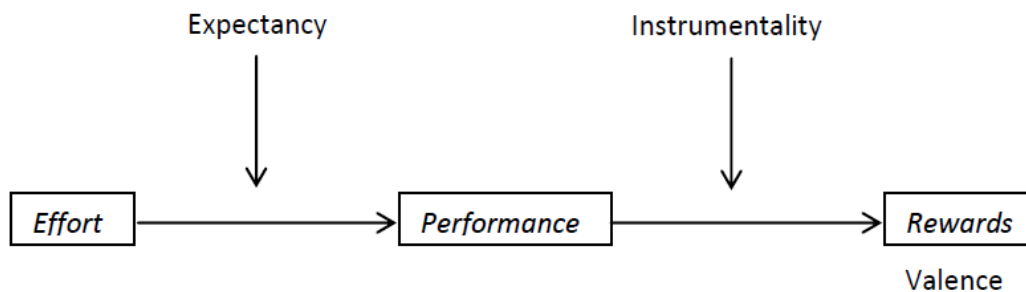 Expectancy
Instrumentality
Effort
Performance
Rewards
Valence